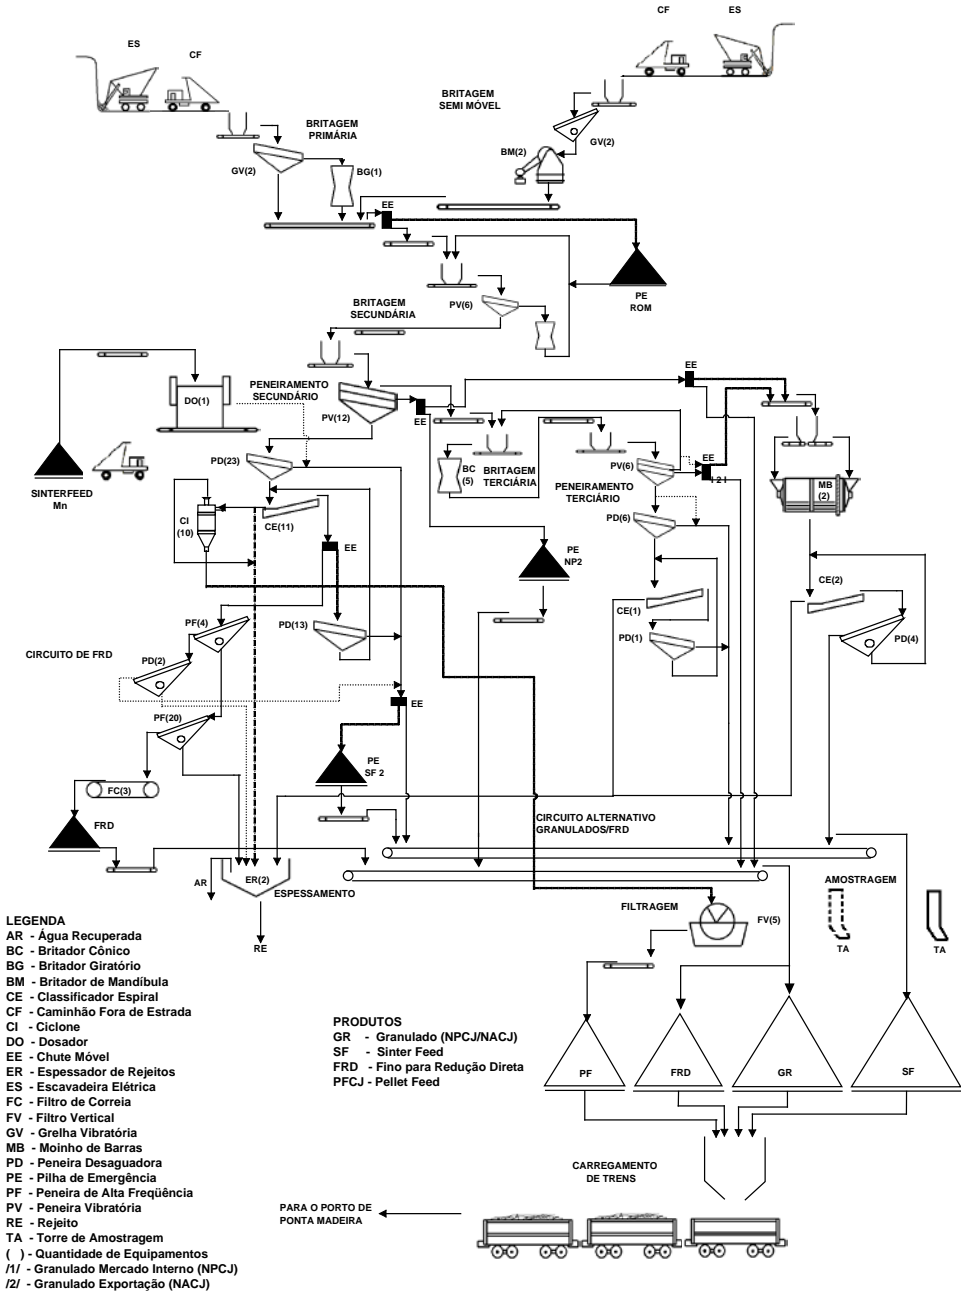 CF
ES
ES
CF
BRITAGEM
SEMI MÓVEL
BRITAGEM
PRIMÁRIA
GV(2)
BM(2)
GV(2)
BG(1)
EE
PE
ROM
BRITAGEM
SECUNDÁRIA
PV(6)
EE
PENEIRAMENTO
SECUNDÁRIO
DO(1)
PV(12)
EE
EE
PD(23)
BC
(5)
BRITAGEM
TERCIÁRIA
PV(6)
PENEIRAMENTO
TERCIÁRIO
I 2 I
MB
(2)
SINTERFEED
Mn
CI
(10)
CE(11)
PD(6)
EE
PE
NP2
CE(2)
CE(1)
PF(4)
PD(13)
PD(1)
PD(4)
CIRCUITO DE FRD
PD(2)
EE
PF(20)
PE
SF 2
FC(3)
CIRCUITO ALTERNATIVO
GRANULADOS/FRD
FRD
AR
ER(2)
ESPESSAMENTO
AMOSTRAGEM
FILTRAGEM
FV(5)
TA
TA
RE
LEGENDA
AR - Água Recuperada
BC - Britador Cônico
BG - Britador Giratório
BM - Britador de Mandíbula
CE - Classificador Espiral
CF - Caminhão Fora de Estrada
CI - Ciclone
DO - Dosador
EE - Chute Móvel
ER - Espessador de Rejeitos
ES - Escavadeira Elétrica
FC - Filtro de Correia
FV - Filtro Vertical
GV - Grelha Vibratória
MB - Moinho de Barras
PD - Peneira Desaguadora
PE - Pilha de Emergência
PF - Peneira de Alta Freqüência
PV - Peneira Vibratória
RE - Rejeito
TA - Torre de Amostragem
( ) - Quantidade de Equipamentos
/1/ - Granulado Mercado Interno (NPCJ)
/2/ - Granulado Exportação (NACJ)
PRODUTOS
GR - Granulado (NPCJ/NACJ)
SF - Sinter Feed
FRD - Fino para Redução Direta
PFCJ - Pellet Feed
PF
FRD
GR
SF
CARREGAMENTO
DE TRENS
PARA O PORTO DE
PONTA MADEIRA